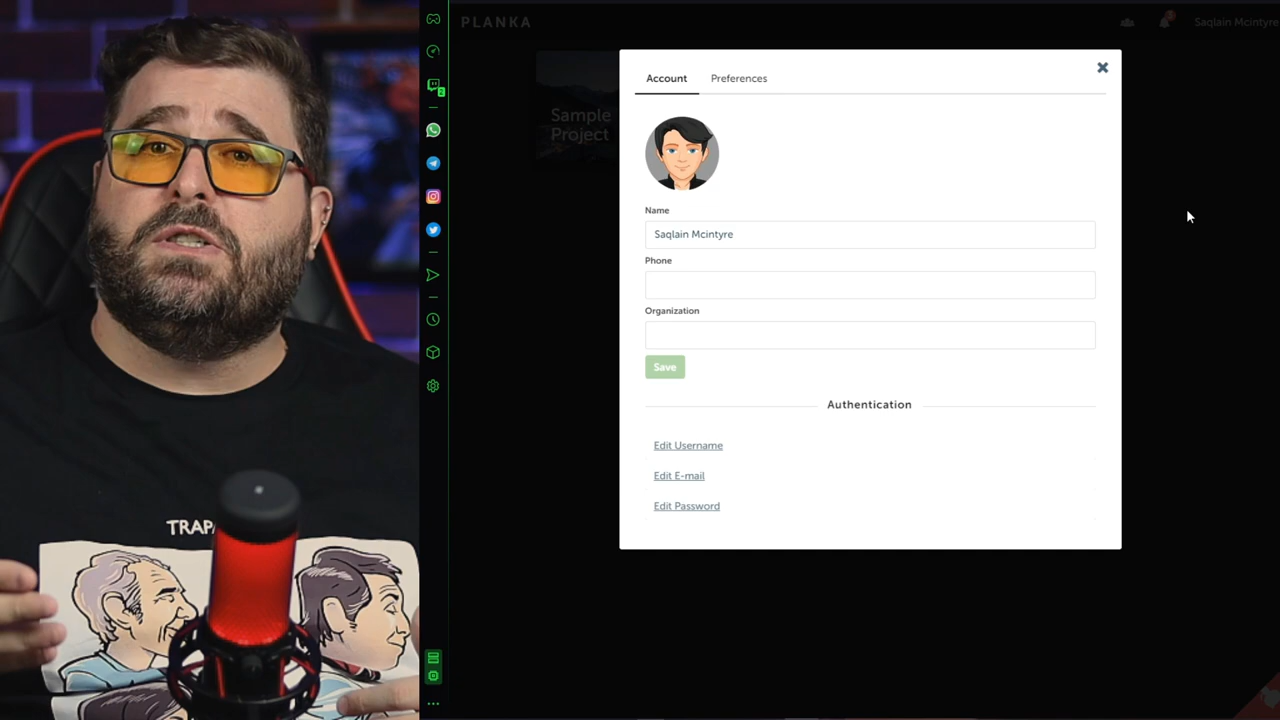 PLANKA
Saqlain Mcintyre
Sample
Project
Account
Preferences
Name
Saqlain Mcintyre
Phone
Organization
Save
Authentication
Edit Username
Edit E-mail
Edit Password
2